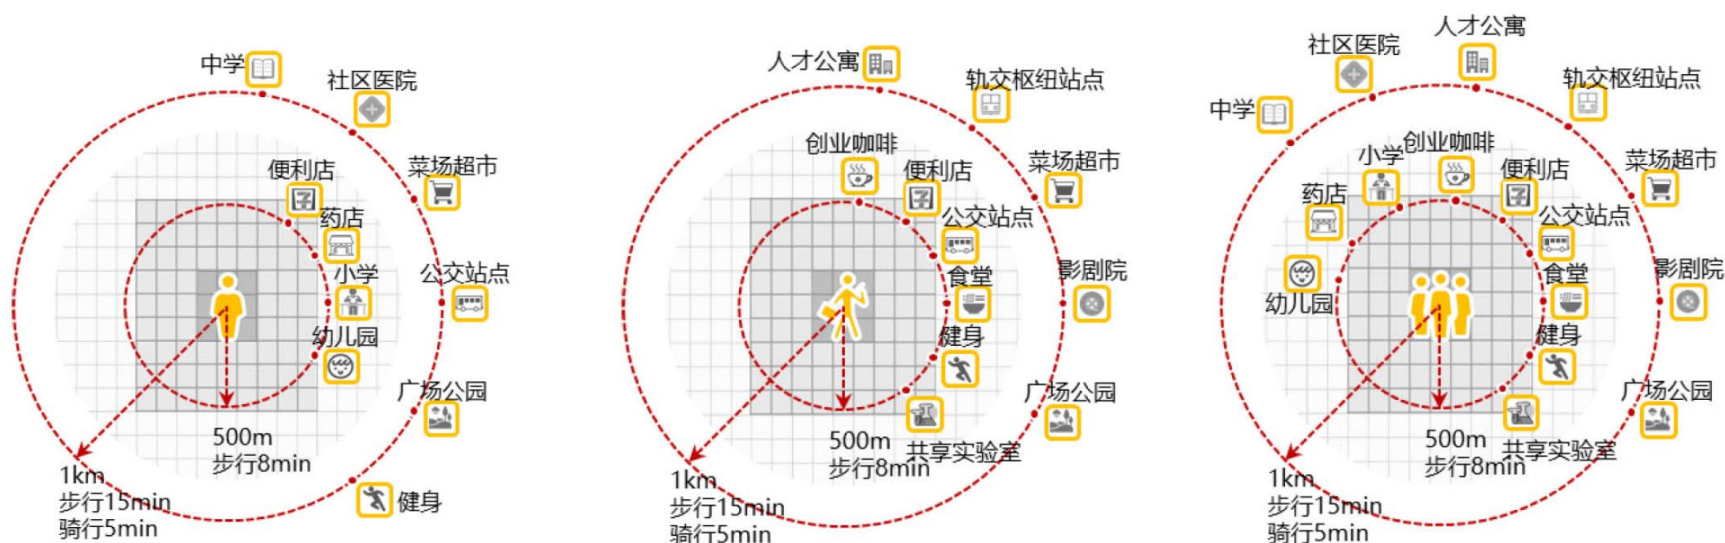 中学
社区医院
便利店
菜场超市
药店
小学
公交站点
幼儿园
广场公园
500m
步行8min
1km
步行15min
骑行5min
健身
人才公寓
轨交枢纽站点
创业咖啡
便利店
菜场超市
公交站点
食堂
影剧院
健身
广场公园
500m
步行8min
共享实验室
1km
步行15min
骑行5min
人才公寓
社区医院
轨交枢纽站点
中学
创业咖啡
小学
便利店
菜场超市
药店
公交站点
食堂
影剧院
幼儿园
健身
广场公园
500m
步行8min
共享实验室
1km
步行15min
骑行5min